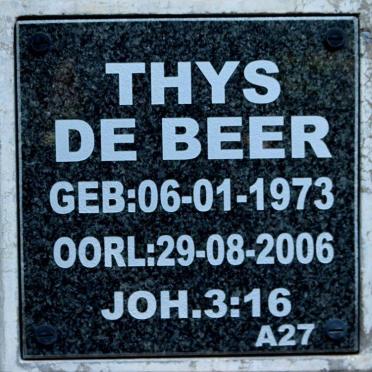 THYS
DE BEER
GEB:06-01-1973
OORL:29-08-2006
JOH.3:16
A27